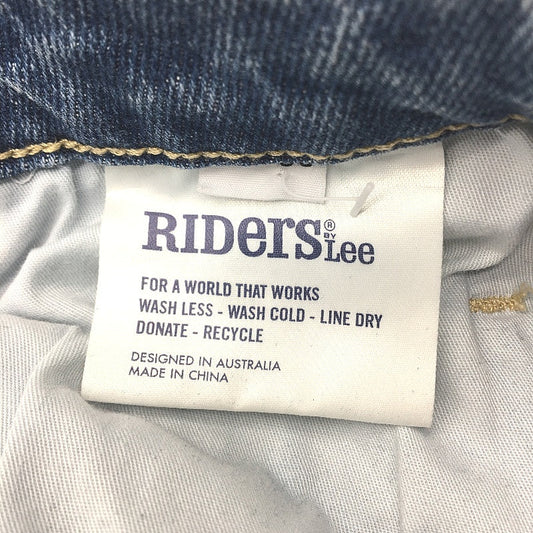 RIDERS® BY Lee
FOR A WORLD THAT WORKS
WASH LESS - WASH COLD - LINE DRY
DONATE - RECYCLE
DESIGNED IN AUSTRALIA
MADE IN CHINA